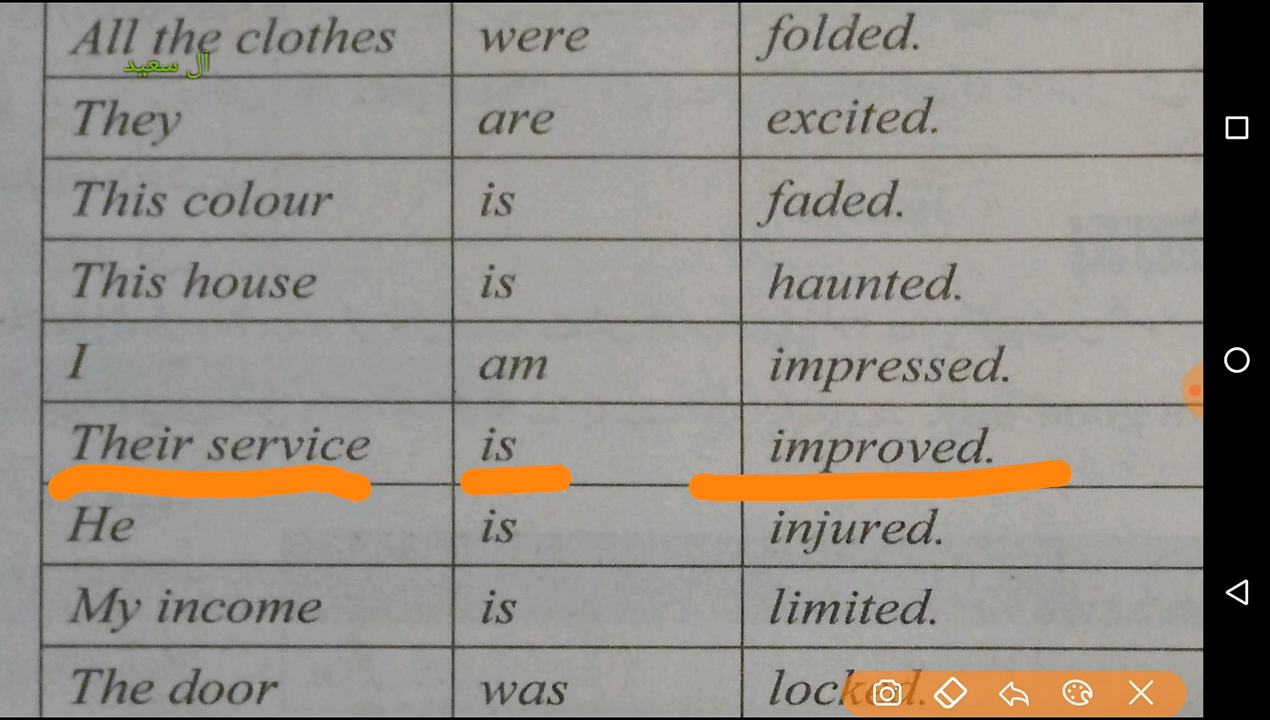 All the clothes were folded.
آل سعيد
They are excited.
This colour is faded.
This house is haunted.
I am impressed.
Their service is improved.
He is injured.
My income is limited.
The door was locked.